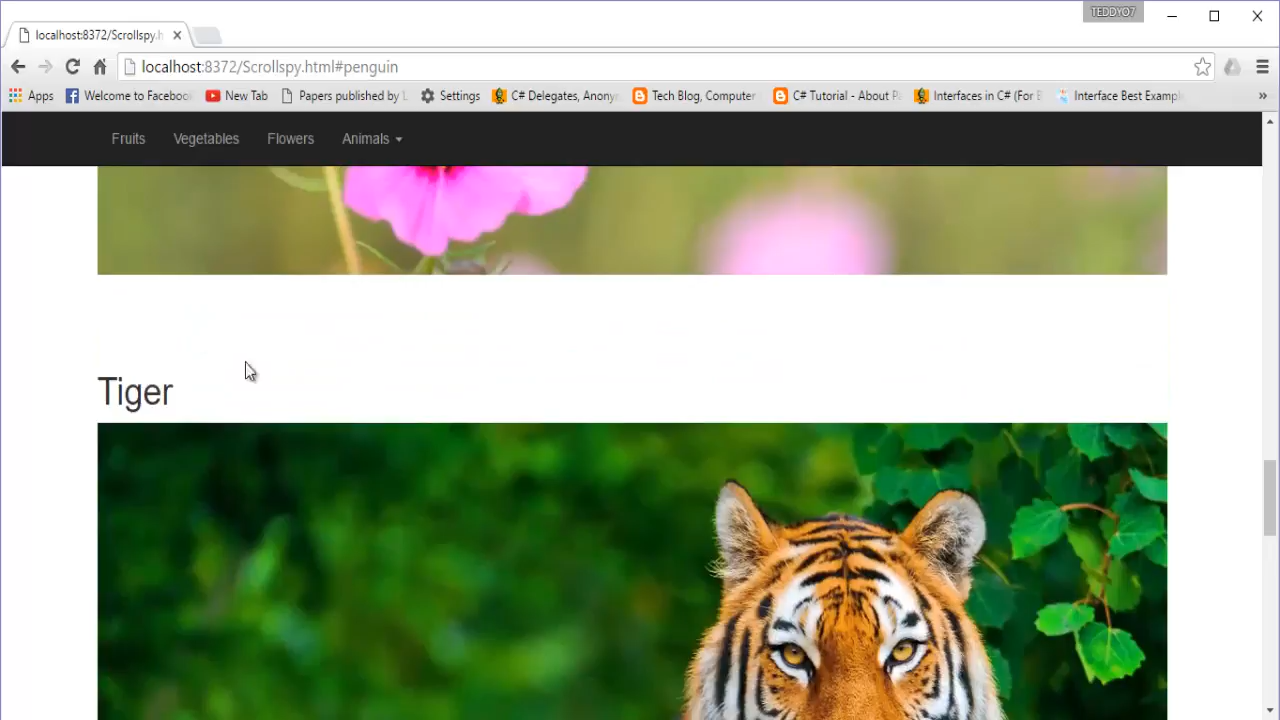 TEDDYO7
localhost:8372/Scrollspy.h
localhost:8372/Scrollspy.html#penguin
Apps Welcome to Faceboo New Tab Papers published by Settings C# Delegates, Anony Tech Blog, Computer C# Tutorial - About P Interfaces in C# (For B Interface Best Exampl »
Fruits Vegetables Flowers Animals
Tiger